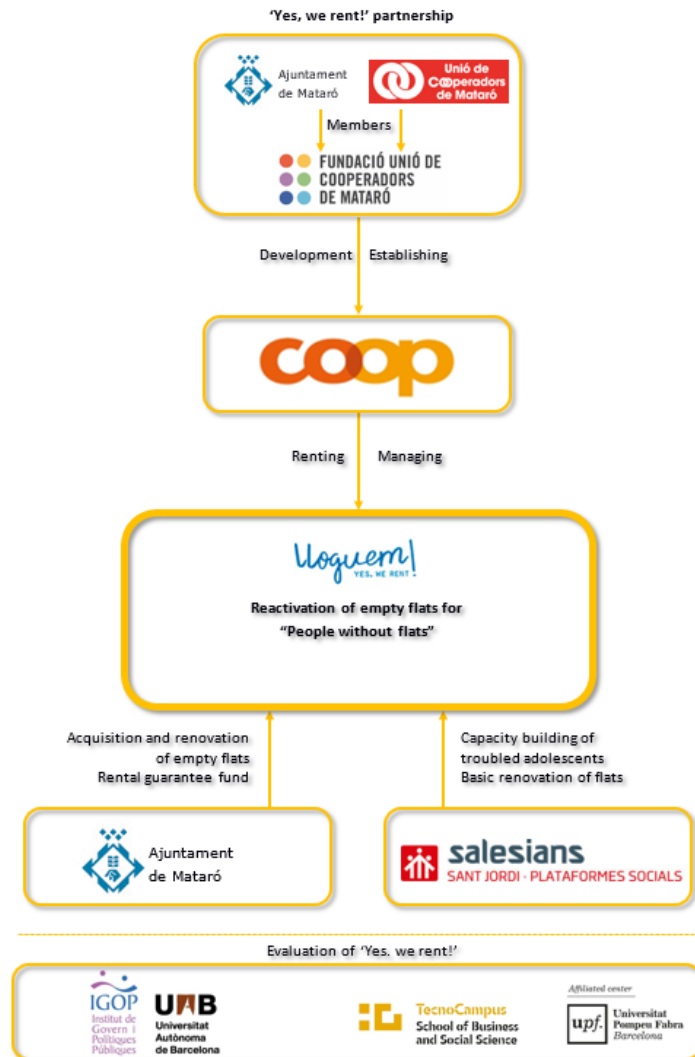 ‘Yes, we rent!’ partnership
Ajuntament
de Mataró
Unió de
Cooperadors
de Mataró
Members
FUNDACIÓ UNIÓ DE
COOPERADORS
DE MATARÓ
Development Establishing
coop
Renting Managing
lloguem!
YES, WE RENT!
Reactivation of empty flats for
“People without flats”
Acquisition and renovation
of empty flats
Rental guarantee fund
Capacity building of
troubled adolescents
Basic renovation of flats
Ajuntament
de Mataró
salesians
SANT JORDI · PLATAFORMES SOCIALS
Evaluation of ‘Yes. we rent!’
IGOP
Institut de
Govern i
Polítiques
Públiques
UAB
Universitat
Autònoma
de Barcelona
TecnoCampus
School of Business
and Social Science
Affiliated center
upf.
Universitat
Pompeu Fabra
Barcelona